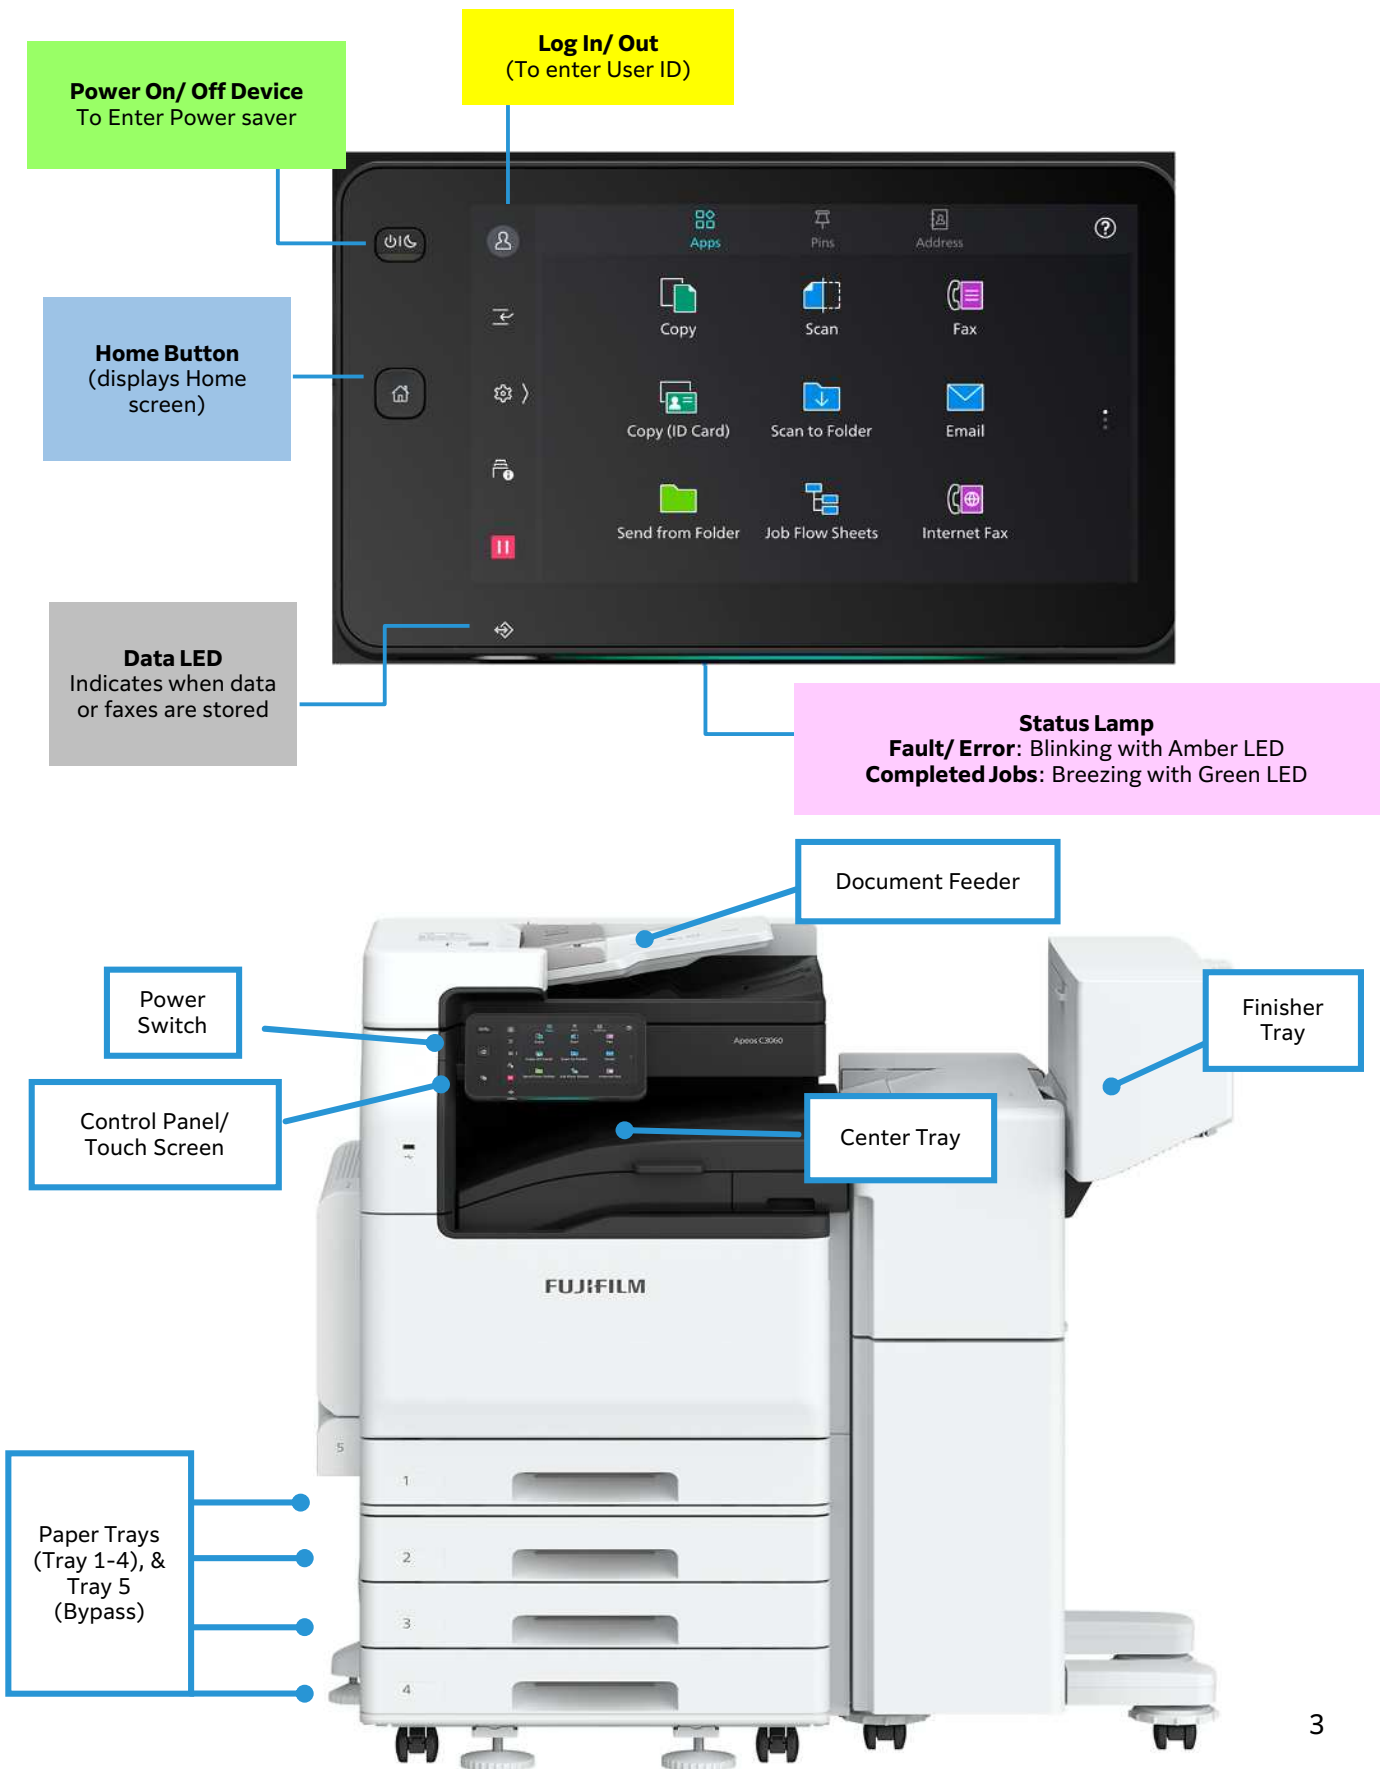 Log In/ Out
(To enter User ID)
Power On/ Off Device
To Enter Power saver
Apps
Pins
Address
Home Button
(displays Home
screen)
Copy
Scan
Fax
Copy (ID Card)
Scan to Folder
Email
Send from Folder
Job Flow Sheets
Internet Fax
Data LED
Indicates when data
or faxes are stored
Status Lamp
Fault/ Error: Blinking with Amber LED
Completed Jobs: Breezing with Green LED
Document Feeder
Power
Switch
Finisher
Tray
Apeos C3060
Control Panel/
Touch Screen
Center Tray
FUJIFILM
5
1
Paper Trays
(Tray 1-4), &
Tray 5
(Bypass)
2
3
4
3